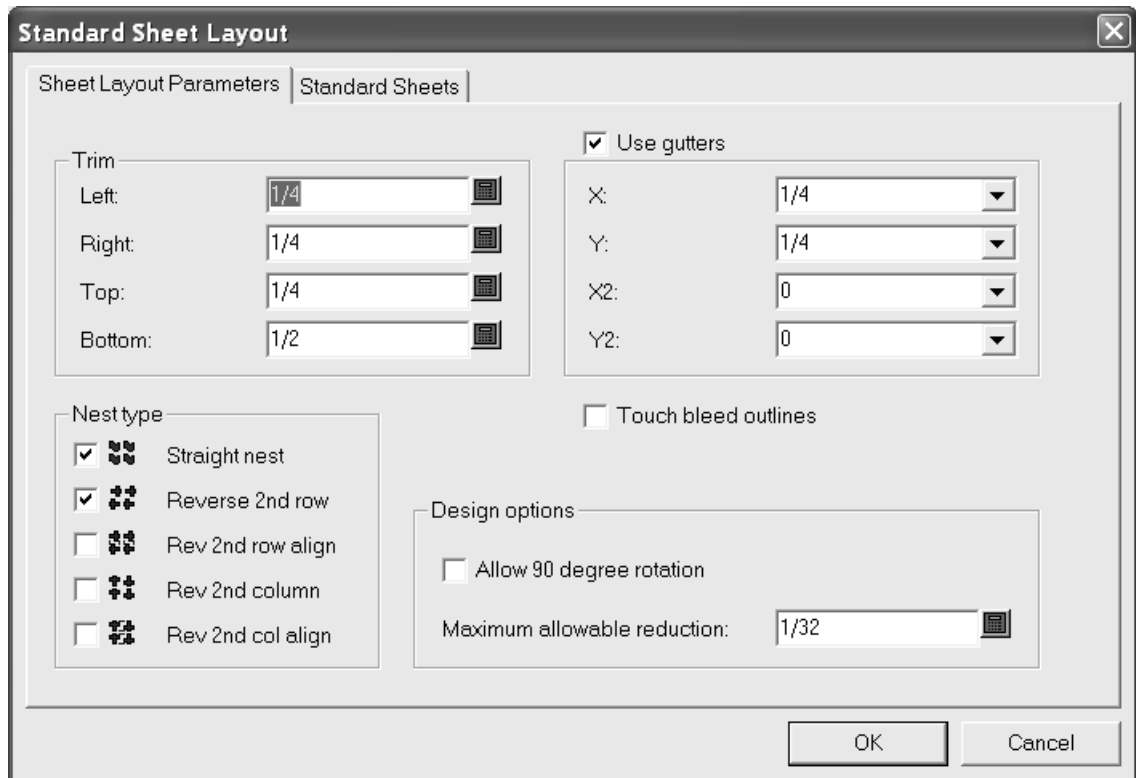 Standard Sheet Layout
Sheet Layout Parameters
Standard Sheets
Trim
Left: 1/4
Right: 1/4
Top: 1/4
Bottom: 1/2
Use gutters
X: 1/4
Y: 1/4
X2: 0
Y2: 0
Touch bleed outlines
Nest type
Straight nest
Reverse 2nd row
Rev 2nd row align
Rev 2nd column
Rev 2nd col align
Design options
Allow 90 degree rotation
Maximum allowable reduction: 1/32
OK
Cancel